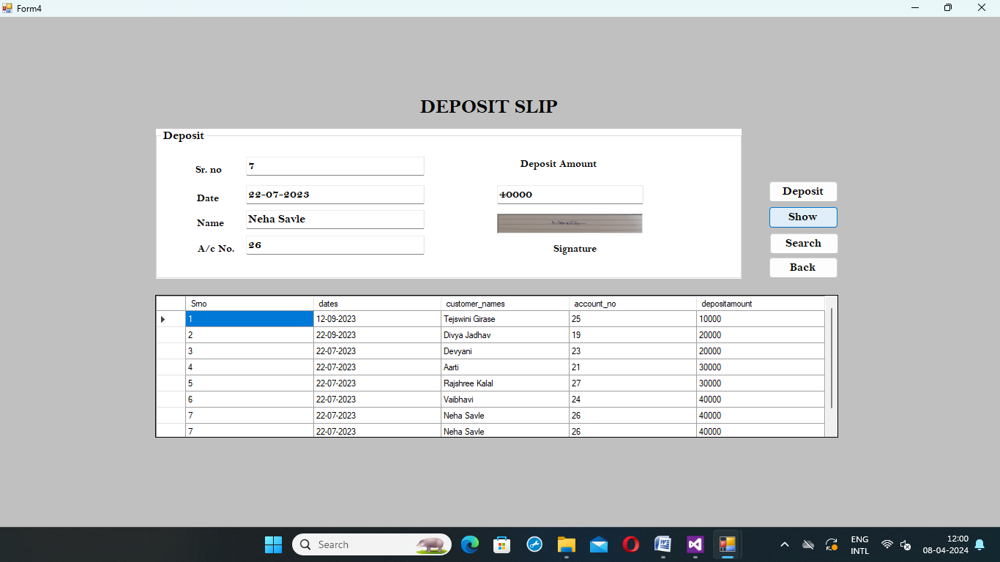 Form4
DEPOSIT SLIP
Deposit
Sr. no 7
Date 22-07-2023
Name Neha Savle
A/c No. 26
Deposit Amount
40000
Signature
Deposit
Show
Search
Back
Srno dates customer_names account_no depositamount
1 12-09-2023 Tejswini Girase 25 10000
2 22-09-2023 Divya Jadhav 19 20000
3 22-07-2023 Devyani 23 20000
4 22-07-2023 Aarti 21 30000
5 22-07-2023 Rajshree Kalal 27 30000
6 22-07-2023 Vaibhavi 24 40000
7 22-07-2023 Neha Savle 26 40000
7 22-07-2023 Neha Savle 26 40000
Search
ENG
INTL
12:00
08-04-2024